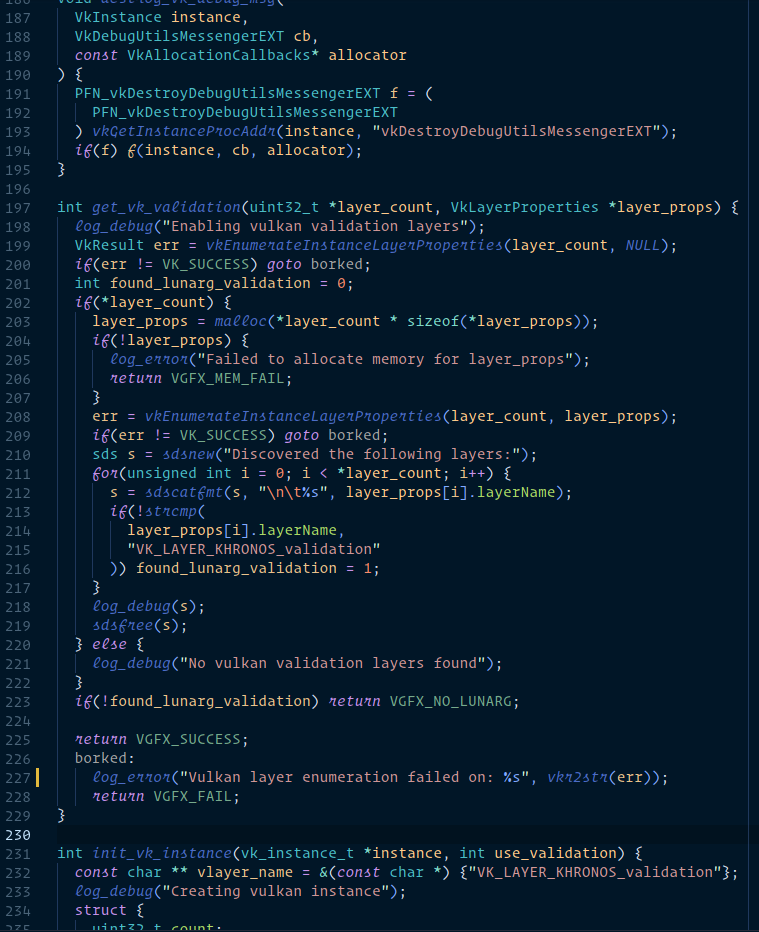 186 void destroy_vk_debug_msg(
187   VkInstance instance,
188   VkDebugUtilsMessengerEXT cb,
189   const VkAllocationCallbacks* allocator
190 ) {
191   PFN_vkDestroyDebugUtilsMessengerEXT f = (
192     PFN_vkDestroyDebugUtilsMessengerEXT
193   ) vkGetInstanceProcAddr(instance, "vkDestroyDebugUtilsMessengerEXT");
194   if(f) f(instance, cb, allocator);
195 }
196
197 int get_vk_validation(uint32_t *layer_count, VkLayerProperties *layer_props) {
198   log_debug("Enabling vulkan validation layers");
199   VkResult err = vkEnumerateInstanceLayerProperties(layer_count, NULL);
200   if(err != VK_SUCCESS) goto borked;
201   int found_lunarg_validation = 0;
202   if(*layer_count) {
203     layer_props = malloc(*layer_count * sizeof(*layer_props));
204     if(!layer_props) {
205       log_error("Failed to allocate memory for layer_props");
206       return VGFX_MEM_FAIL;
207     }
208     err = vkEnumerateInstanceLayerProperties(layer_count, layer_props);
209     if(err != VK_SUCCESS) goto borked;
210     sds s = sdsnew("Discovered the following layers:");
211     for(unsigned int i = 0; i < *layer_count; i++) {
212       s = sdscatfmt(s, "\n\t%s", layer_props[i].layerName);
213       if(!strcmp(
214         layer_props[i].layerName,
215         "VK_LAYER_KHRONOS_validation"
216       )) found_lunarg_validation = 1;
217     }
218     log_debug(s);
219     sdsfree(s);
220   } else {
221     log_debug("No vulkan validation layers found");
222   }
223   if(!found_lunarg_validation) return VGFX_NO_LUNARG;
224
225   return VGFX_SUCCESS;
226   borked:
227     log_error("Vulkan layer enumeration failed on: %s", vkr2str(err));
228     return VGFX_FAIL;
229 }
230
231 int init_vk_instance(vk_instance_t *instance, int use_validation) {
232   const char ** vlayer_name = &(const char *) {"VK_LAYER_KHRONOS_validation"};
233   log_debug("Creating vulkan instance");
234   struct {
235     uint32_t count;